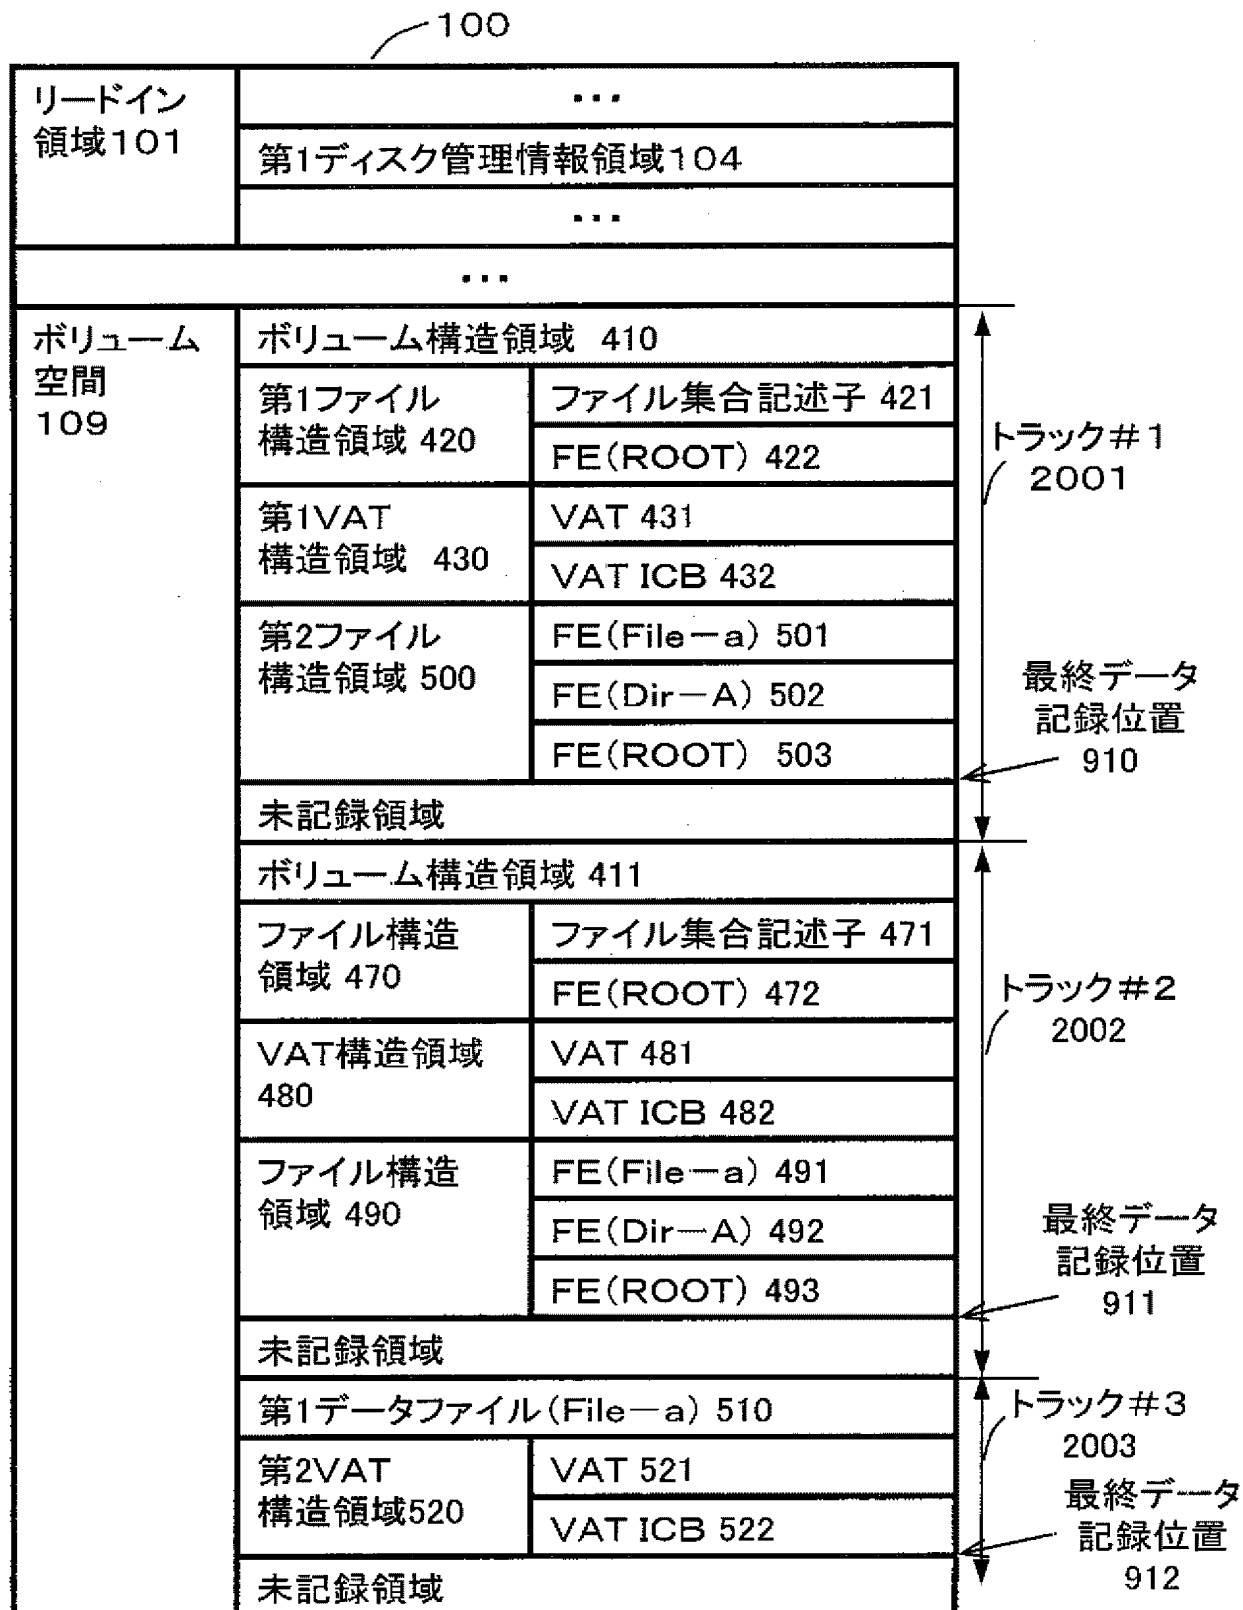 100
リードイン
領域101
...
第1ディスク管理情報領域104
...
...
ボリューム
空間
109
ボリューム構造領域 410
第1ファイル
構造領域 420
ファイル集合記述子 421
FE(ROOT) 422
第1VAT
構造領域 430
VAT 431
VAT ICB 432
第2ファイル
構造領域 500
FE(File-a) 501
FE(Dir-A) 502
FE(ROOT) 503
未記録領域
トラック#1
2001
最終データ
記録位置
910
ボリューム構造領域 411
ファイル構造
領域 470
ファイル集合記述子 471
FE(ROOT) 472
VAT構造領域
480
VAT 481
VAT ICB 482
ファイル構造
領域 490
FE(File-a) 491
FE(Dir-A) 492
FE(ROOT) 493
未記録領域
トラック#2
2002
最終データ
記録位置
911
第1データファイル(File-a) 510
第2VAT
構造領域520
VAT 521
VAT ICB 522
未記録領域
トラック#3
2003
最終データ
記録位置
912